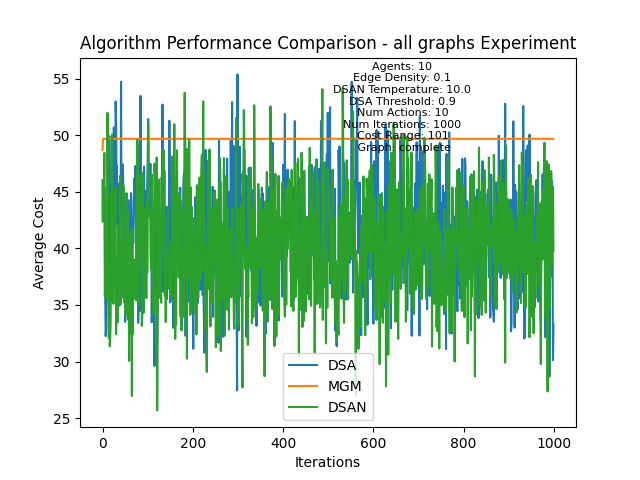 Algorithm Performance Comparison - all graphs Experiment
Agents: 10
Edge Density: 0.1
DSAN Temperature: 10.0
DSA Threshold: 0.9
Num Actions: 10
Num Iterations: 1000
Cost Range: 101
Graph: complete
Average Cost
55
50
45
40
35
30
25
DSA
MGM
DSAN
0
200
400
600
800
1000
Iterations